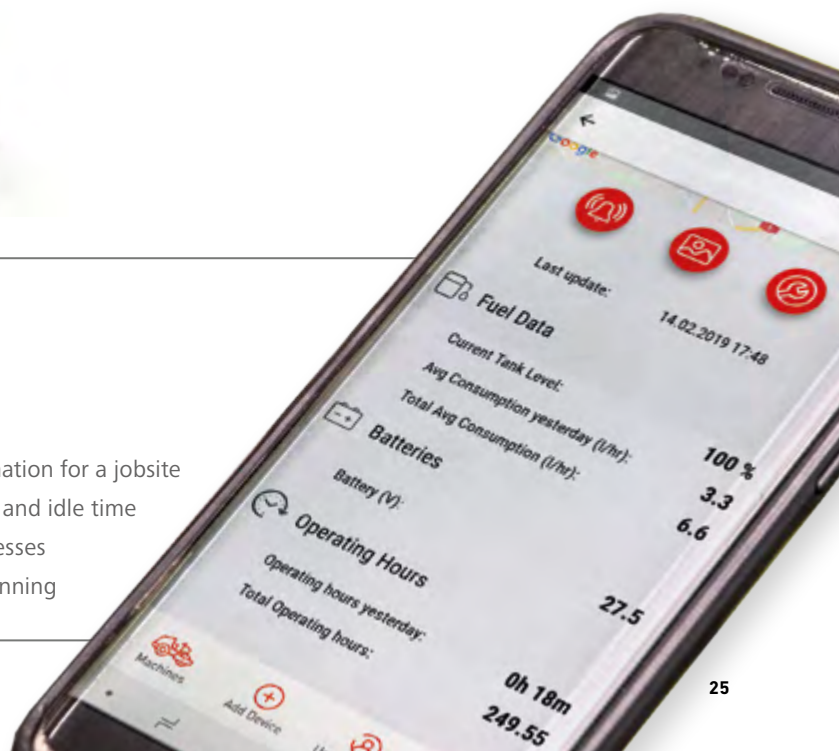 Google
Last update: 14.02.2019 17:48
Fuel Data
Current Tank Level: 100 %
Avg Consumption yesterday (l/hr): 3.3
Total Avg Consumption (l/hr): 6.6
Batteries
Battery (V): 27.5
Operating Hours
Operating hours yesterday: 0h 18m
Total Operating hours: 249.55
Machines
Add Device
ation for a jobsite
and idle time
esses
nning
25